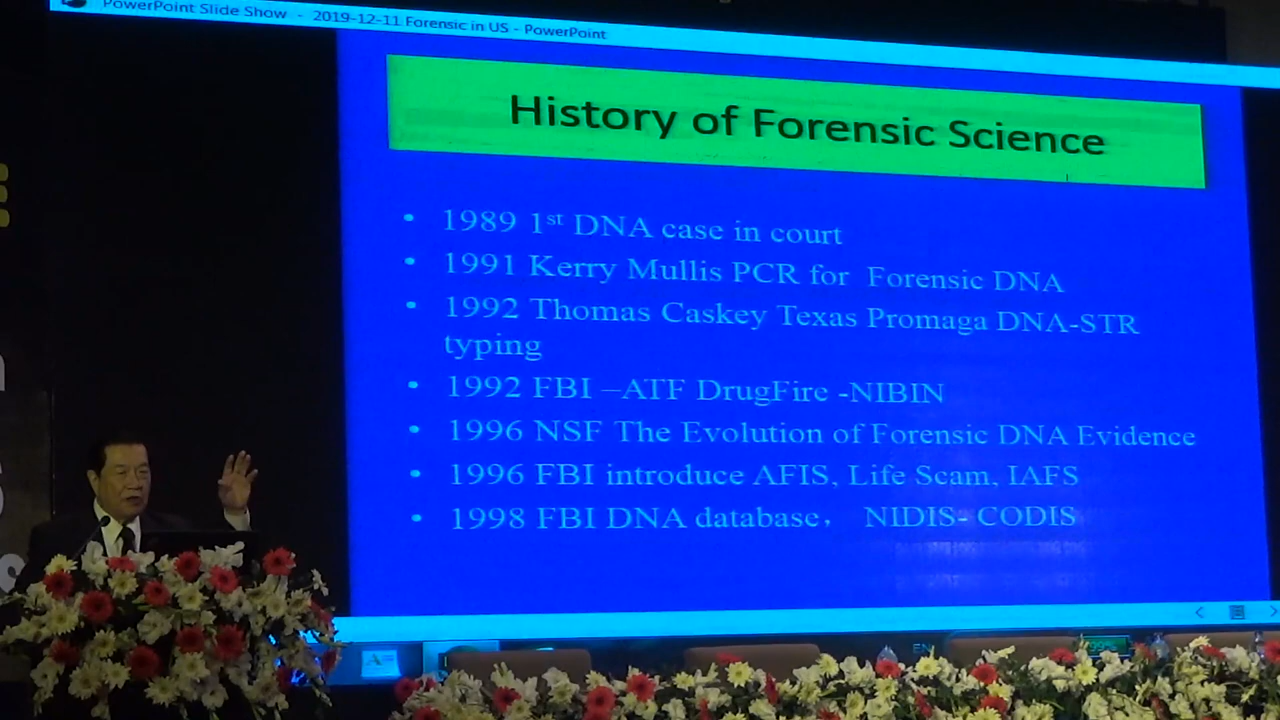 PowerPoint Slide Show - 2019-12-11 Forensic in US - PowerPoint
History of Forensic Science
• 1989 1st DNA case in court
• 1991 Kerry Mullis PCR for Forensic DNA
• 1992 Thomas Caskey Texas Promaga DNA-STR
typing
• 1992 FBI –ATF DrugFire -NIBIN
• 1996 NSF The Evolution of Forensic DNA Evidence
• 1996 FBI introduce AFIS, Life Scam, IAFS
• 1998 FBI DNA database, NIDIS- CODIS